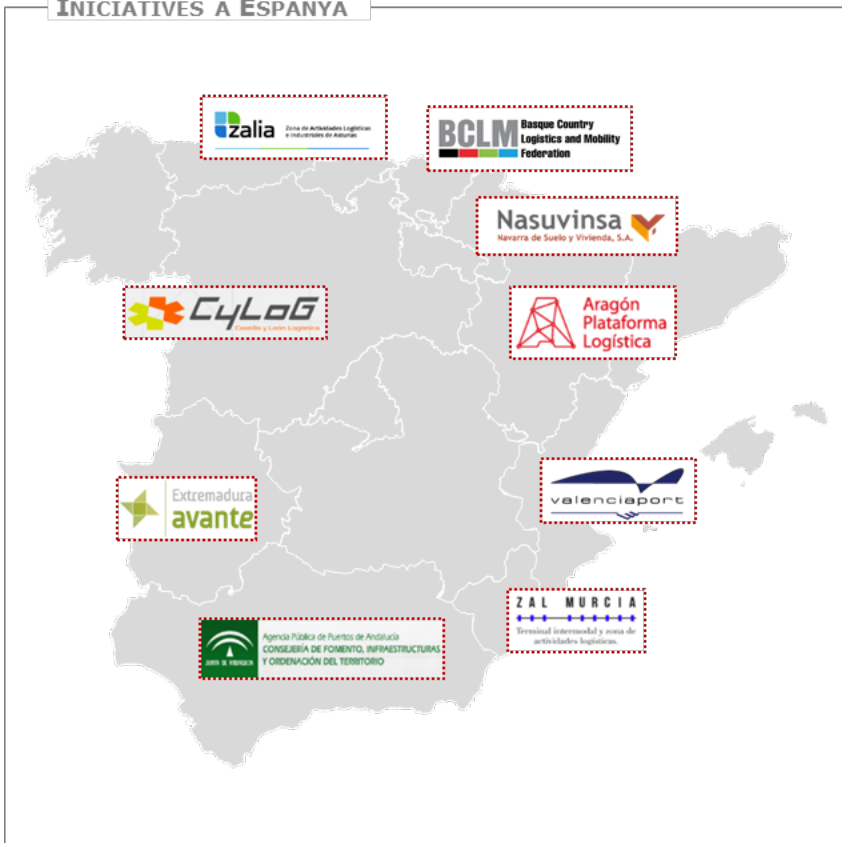 INICIATIVES A ESPANYA
zalia Zona de Actividades Logísticas
e Industriales de Asturias
BCLM Basque Country
Logistics and Mobility
Federation
Nasuvinsa
Navarra de Suelo y Vivienda, S.A.
CyLoG
Castilla y León Logística
Aragón
Plataforma
Logística
Extremadura
avante
valenciaport
ZAL MURCIA
Terminal intermodal y zona de
actividades logísticas.
JUNTA DE ANDALUCIA
Agencia Pública de Puertos de Andalucía
CONSEJERÍA DE FOMENTO, INFRAESTRUCTURAS
Y ORDENACIÓN DEL TERRITORIO